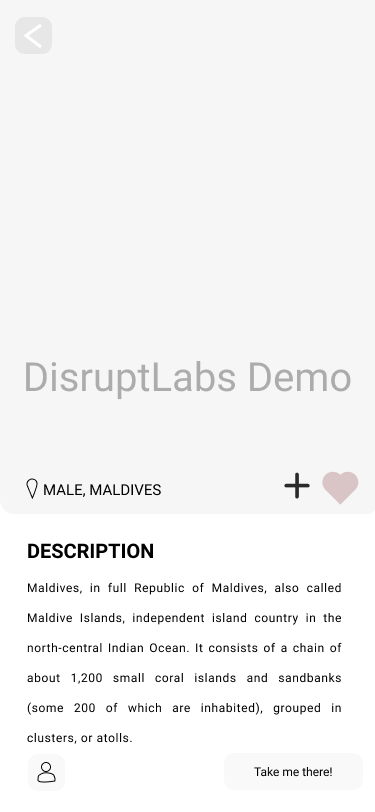 DisruptLabs Demo
MALE, MALDIVES
DESCRIPTION
Maldives, in full Republic of Maldives, also called
Maldive Islands, independent island country in the
north-central Indian Ocean. It consists of a chain of
about 1,200 small coral islands and sandbanks
(some 200 of which are inhabited), grouped in
clusters, or atolls.
Take me there!